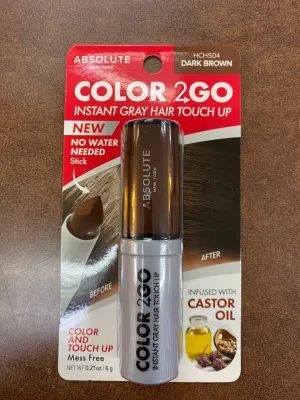 ABSOLUTE
NEW YORK
HCHS04
DARK BROWN
COLOR 2GO
INSTANT GRAY HAIR TOUCH UP
NEW
NO WATER
NEEDED
Stick
ABSOLUTE
NEW YORK
BEFORE
AFTER
COLOR 2GO
INSTANT GRAY HAIR TOUCH UP
INFUSED WITH
CASTOR
OIL
COLOR
AND
TOUCH UP
Mess Free
NET WT 0.21oz / 6 g